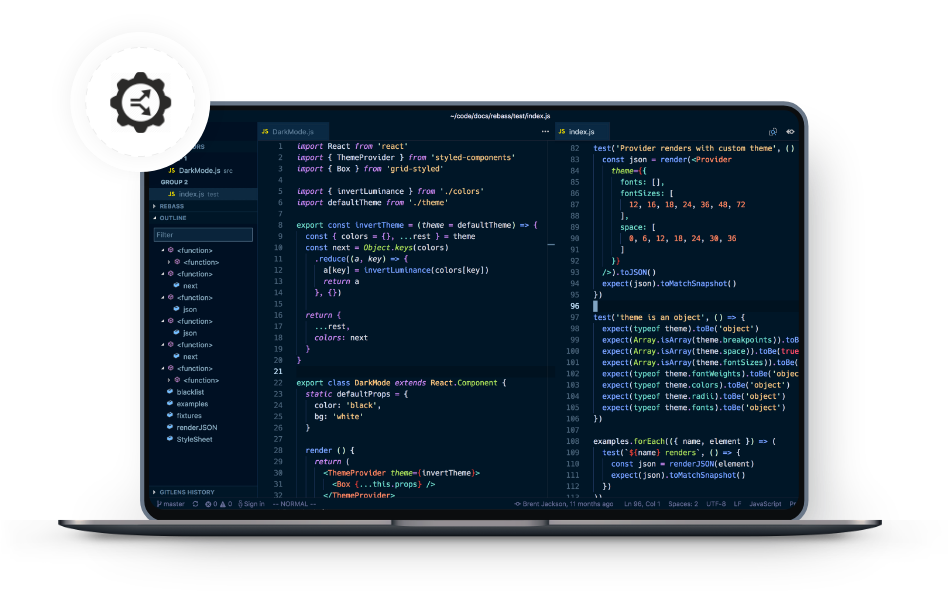 ~/code/docs/rebass/test/index.js
ORS
1
JS DarkMode.js src
GROUP 2
JS index.js test
REBASS
OUTLINE
Filter
<function>
<function>
<function>
next
<function>
json
<function>
json
<function>
next
<function>
<function>
blacklist
examples
fixtures
renderJSON
StyleSheet
GITLENS HISTORY
JS DarkMode.js
1 import React from 'react'
2 import { ThemeProvider } from 'styled-components'
3 import { Box } from 'grid-styled'
4
5 import { invertLuminance } from './colors'
6 import defaultTheme from './theme'
7
8 export const invertTheme = (theme = defaultTheme) => {
9 const { colors = {}, ...rest } = theme
10 const next = Object.keys(colors)
11 .reduce((a, key) => {
12 a[key] = invertLuminance(colors[key])
13 return a
14 }, {})
15
16 return {
17 ...rest,
18 colors: next
19 }
20 }
21
22 export class DarkMode extends React.Component {
23 static defaultProps = {
24 color: 'black',
25 bg: 'white'
26 }
27
28 render () {
29 return (
30 <ThemeProvider theme={invertTheme}>
31 <Box {...this.props} />
32 </ThemeProvider>
JS index.js
82 test('Provider renders with custom theme', ()
83 const json = render(<Provider
84 theme={{
85 fonts: [],
86 fontSizes: [
87 12, 16, 18, 24, 36, 48, 72
88 ],
89 space: [
90 0, 6, 12, 18, 24, 30, 36
91 ]
92 }}
93 />).toJSON()
94 expect(json).toMatchSnapshot()
95 })
96
97 test('theme is an object', () => {
98 expect(typeof theme).toBe('object')
99 expect(Array.isArray(theme.breakpoints)).toB
100 expect(Array.isArray(theme.space)).toBe(true
101 expect(Array.isArray(theme.fontSizes)).toBe(
102 expect(typeof theme.fontWeights).toBe('objec
103 expect(typeof theme.colors).toBe('object')
104 expect(typeof theme.radii).toBe('object')
105 expect(typeof theme.fonts).toBe('object')
106 })
107
108 examples.forEach(({ name, element }) => {
109 test(`${name} renders`, () => {
110 const json = renderJSON(element)
111 expect(json).toMatchSnapshot()
112 })
113 })
master 0 0 Sign in -- NORMAL -- Brent Jackson, 11 months ago Ln 96, Col 1 Spaces: 2 UTF-8 LF JavaScript Pr